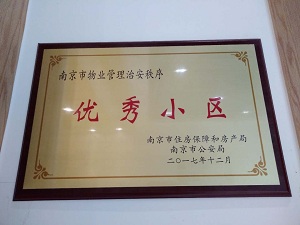 南京市物业管理治安秩序
优秀小区
南京市住房保障和房产局
南京市公安局
二〇一七年十二月